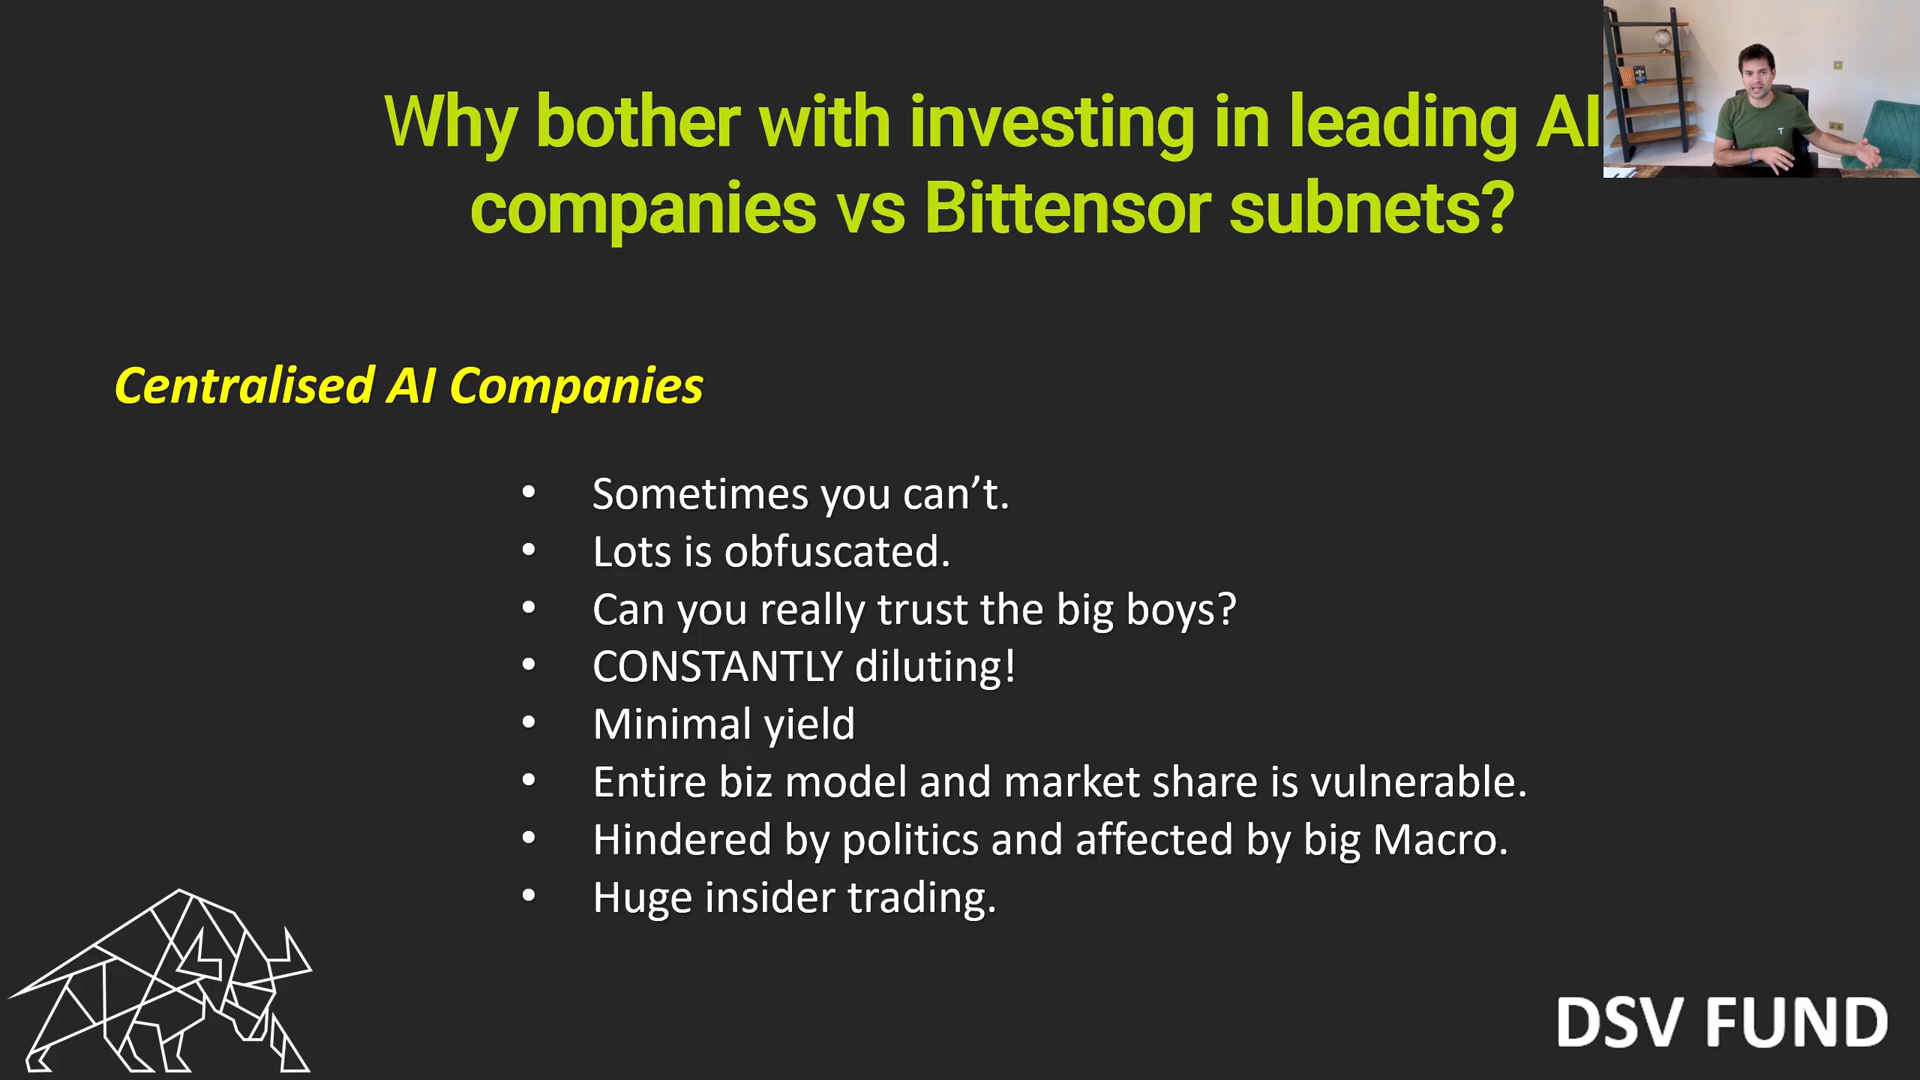 Why bother with investing in leading AI
companies vs Bittensor subnets?
Centralised AI Companies
• Sometimes you can’t.
• Lots is obfuscated.
• Can you really trust the big boys?
• CONSTANTLY diluting!
• Minimal yield
• Entire biz model and market share is vulnerable.
• Hindered by politics and affected by big Macro.
• Huge insider trading.
DSV FUND